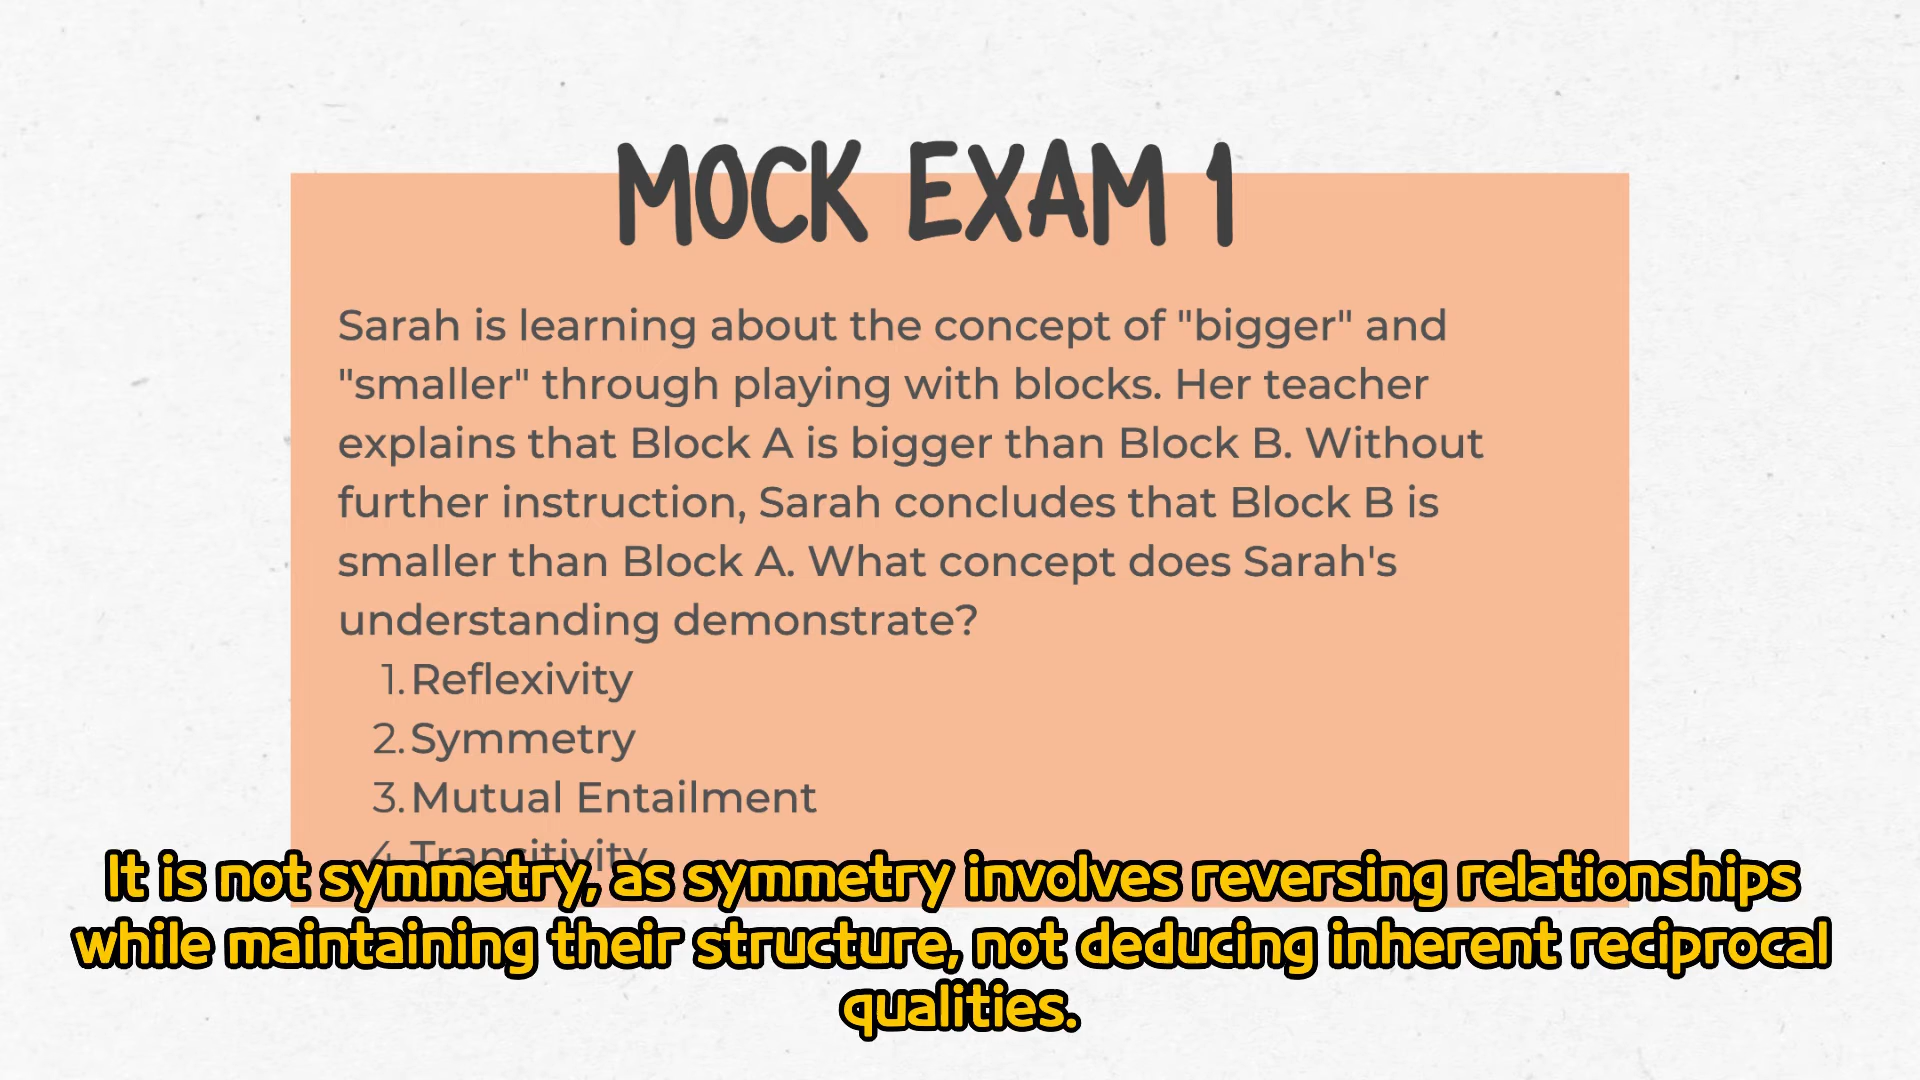 MOCK EXAM 1
Sarah is learning about the concept of "bigger" and
"smaller" through playing with blocks. Her teacher
explains that Block A is bigger than Block B. Without
further instruction, Sarah concludes that Block B is
smaller than Block A. What concept does Sarah's
understanding demonstrate?
1. Reflexivity
2. Symmetry
3. Mutual Entailment
4. Transitivity
It is not symmetry, as symmetry involves reversing relationships
while maintaining their structure, not deducing inherent reciprocal
qualities.